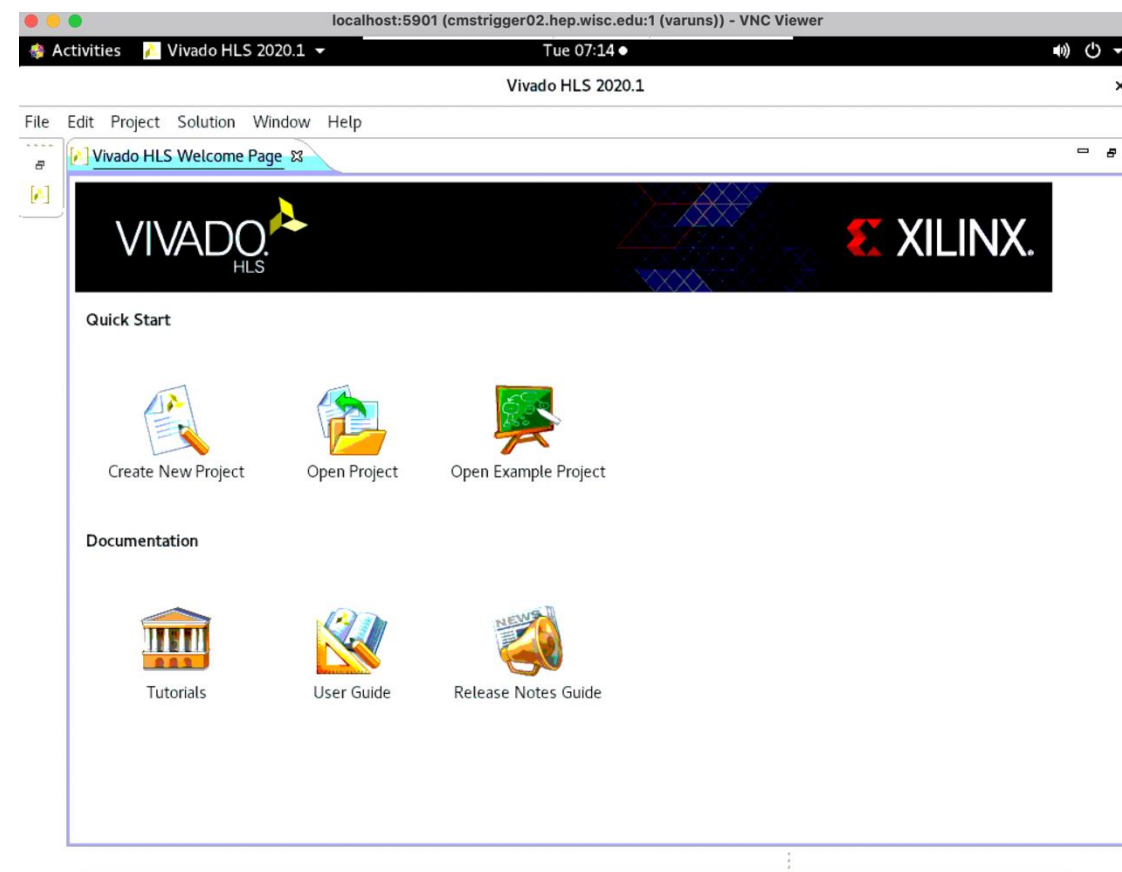 localhost:5901 (cmstrigger02.hep.wisc.edu:1 (varuns)) - VNC Viewer
Activities Vivado HLS 2020.1 Tue 07:14
Vivado HLS 2020.1
File Edit Project Solution Window Help
Vivado HLS Welcome Page
VIVADO. HLS XILINX.
Quick Start
Create New Project Open Project Open Example Project
Documentation
NEWS
Tutorials User Guide Release Notes Guide